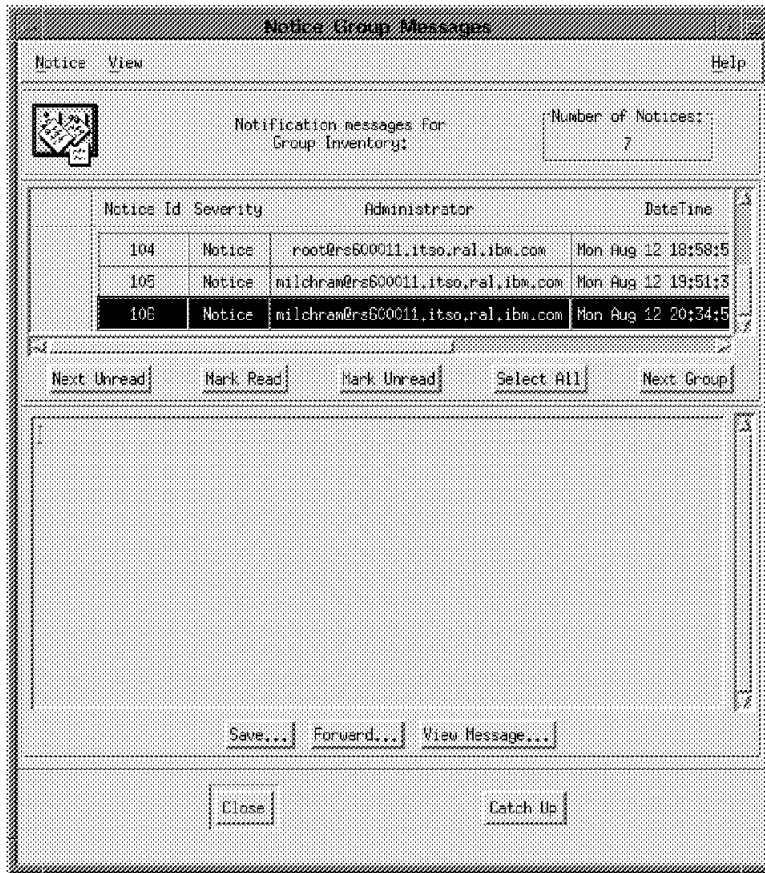 Notice Group Messages
Notice View Help
Notification messages for
Group Inventory:
Number of Notices:
7
Notice Id Severity Administrator DateTime
104 Notice root@rs600011.itso.ral.ibm.com Mon Aug 12 18:58:5
105 Notice milchram@rs600011.itso.ral.ibm.com Mon Aug 12 19:51:3
106 Notice milchram@rs600011.itso.ral.ibm.com Mon Aug 12 20:34:5
Next Unread Mark Read Mark Unread Select All Next Group
Save... Forward... View Message...
Close Catch Up